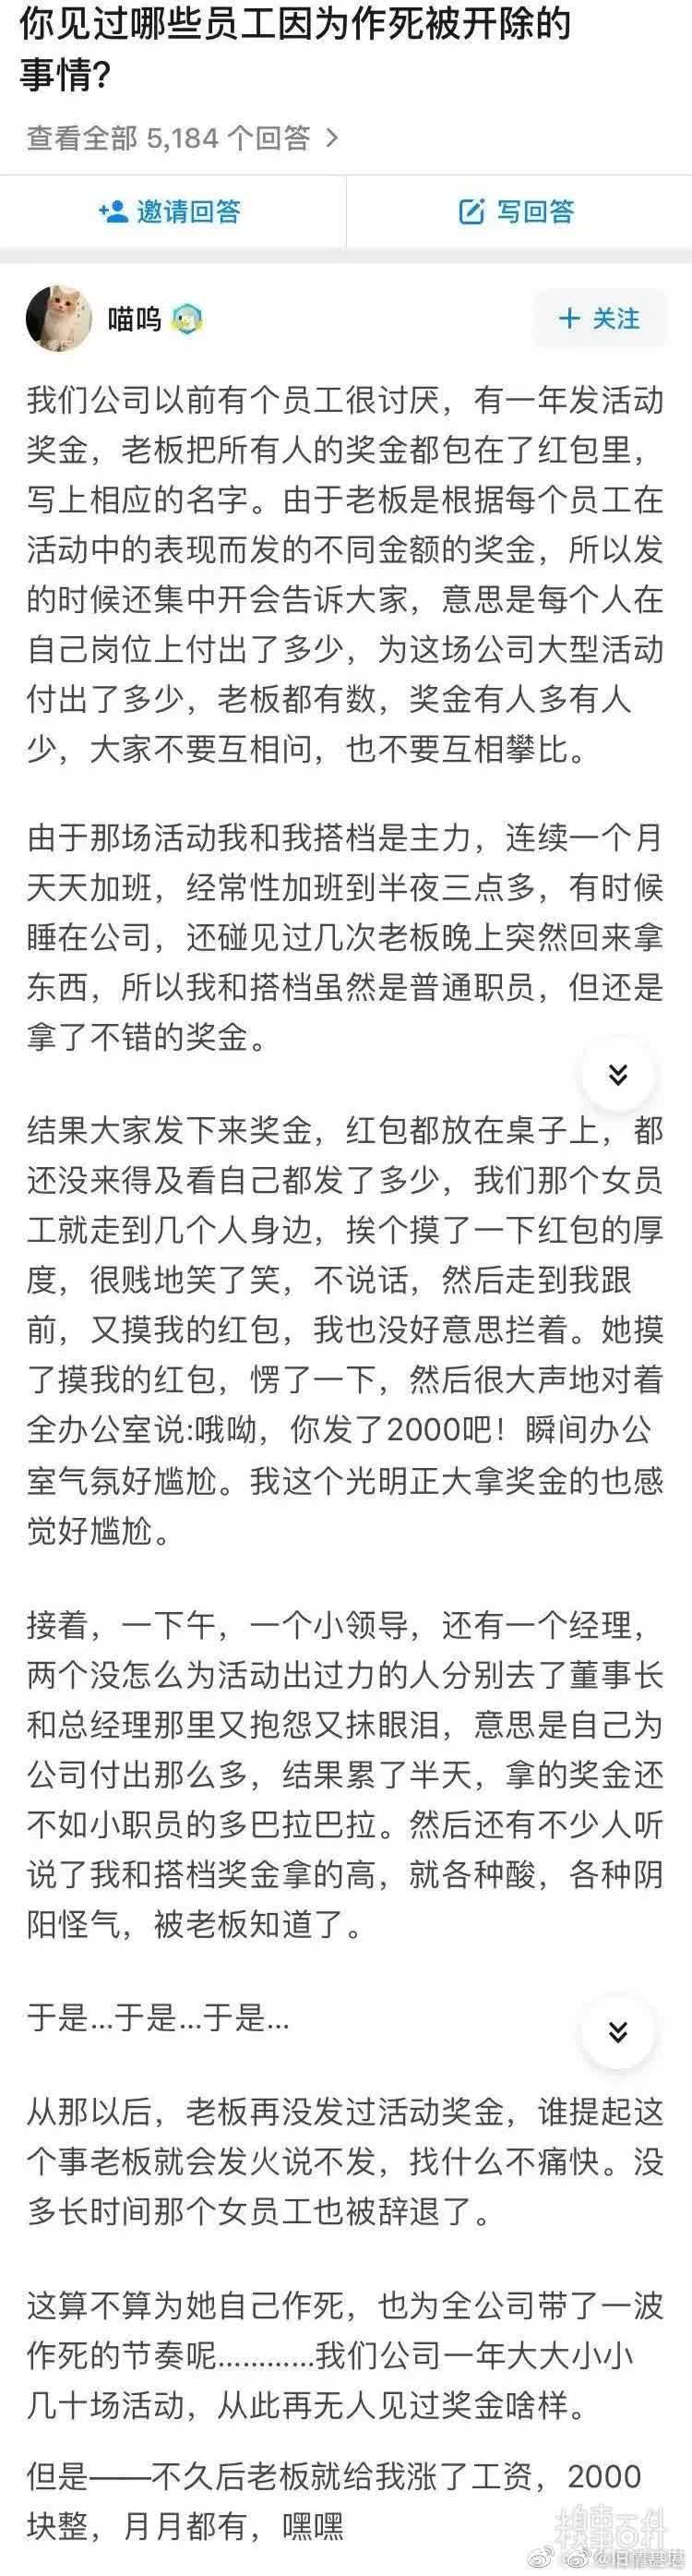 你见过哪些员工因为作死被开除的
事情?
查看全部 5,184 个回答 >
邀请回答
写回答
喵呜
+ 关注
我们公司以前有个员工很讨厌，有一年发活动
奖金，老板把所有人的奖金都包在了红包里，
写上相应的名字。由于老板是根据每个员工在
活动中的表现而发的不同金额的奖金，所以发
的时候还集中开会告诉大家，意思是每个人在
自己岗位上付出了多少，为这场公司大型活动
付出了多少，老板都有数，奖金有人多有人
少，大家不要互相问，也不要互相攀比。
由于那场活动我和我搭档是主力，连续一个月
天天加班，经常性加班到半夜三点多，有时候
睡在公司，还碰见过几次老板晚上突然回来拿
东西，所以我和搭档虽然是普通职员，但还是
拿了不错的奖金。
结果大家发下来奖金，红包都放在桌子上，都
还没来得及看自己都发了多少，我们那个女员
工就走到几个人身边，挨个摸了一下红包的厚
度，很贱地笑了笑，不说话，然后走到我跟
前，又摸我的红包，我也没好意思拦着。她摸
了摸我的红包，愣了一下，然后很大声地对着
全办公室说:哦呦，你发了2000吧！瞬间办公
室气氛好尴尬。我这个光明正大拿奖金的也感
觉好尴尬。
接着，一下午，一个小领导，还有一个经理，
两个没怎么为活动出过力的人分别去了董事长
和总经理那里又抱怨又抹眼泪，意思是自己为
公司付出那么多，结果累了半天，拿的奖金还
不如小职员的多巴拉巴拉。然后还有不少人听
说了我和搭档奖金拿的高，就各种酸，各种阴
阳怪气，被老板知道了。
于是...于是...于是...
从那以后，老板再没发过活动奖金，谁提起这
个事老板就会发火说不发，找什么不痛快。没
多长时间那个女员工也被辞退了。
这算不算为她自己作死，也为全公司带了一波
作死的节奏呢............我们公司一年大大小小
几十场活动，从此再无人见过奖金啥样。
但是——不久后老板就给我涨了工资，2000
块整，月月都有，嘿嘿